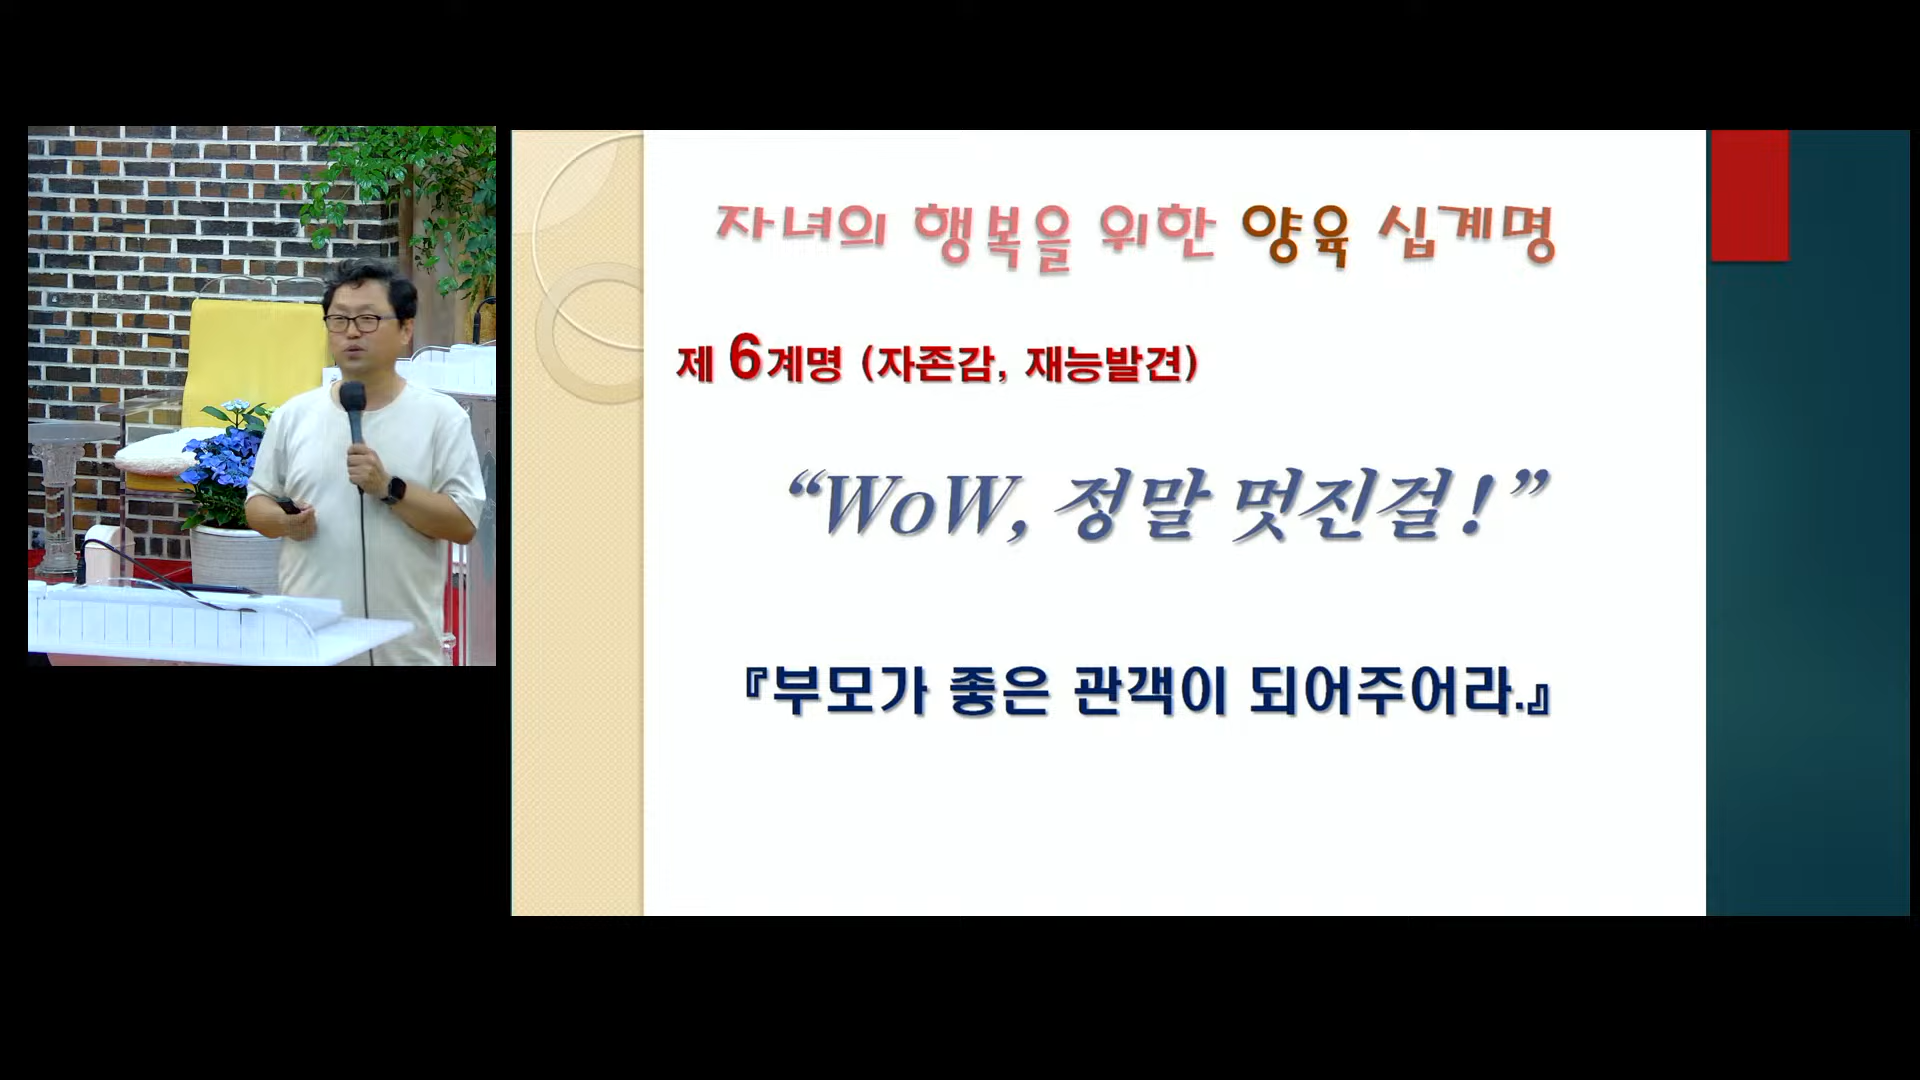 자녀의 행복을 위한 양육 십계명
제 6계명 (자존감, 재능발견)
“WoW, 정말 멋진걸!”
『부모가 좋은 관객이 되어주어라.』